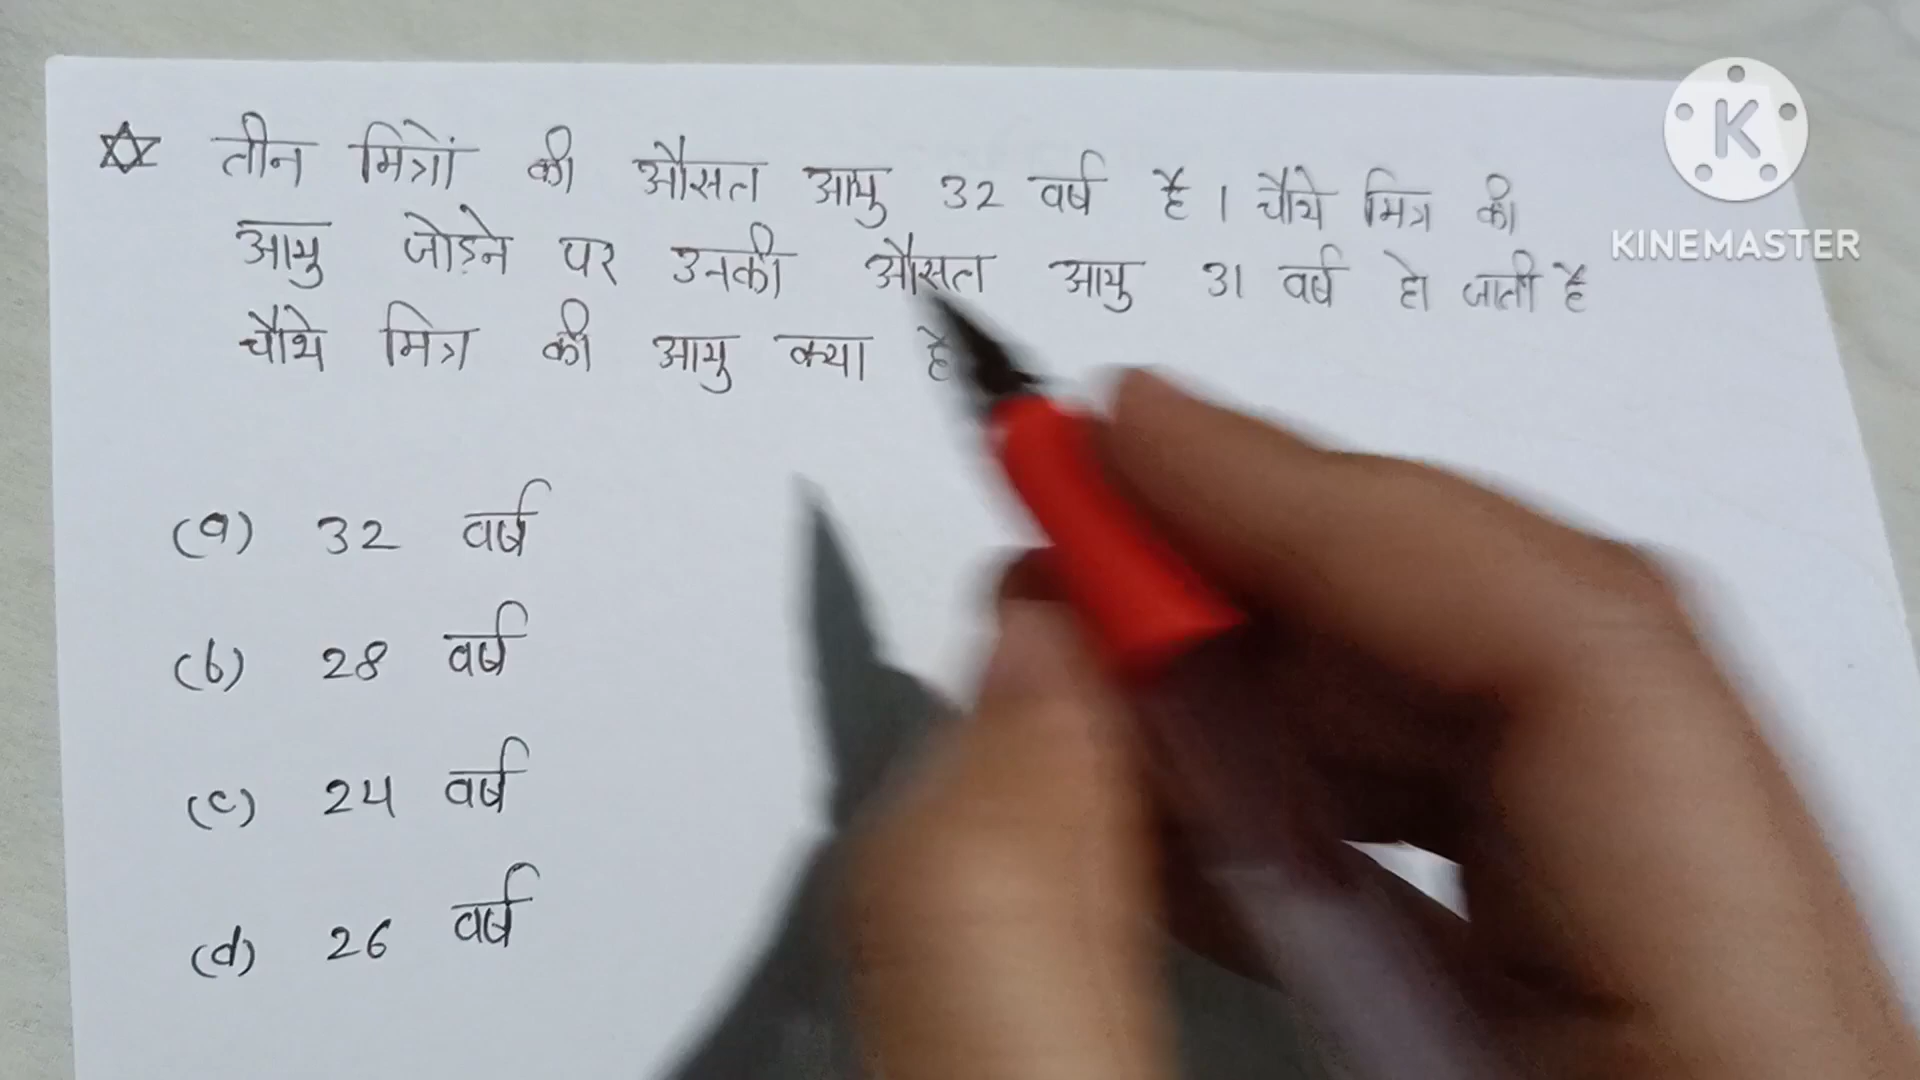 तीन मित्रों की औसत आयु 32 वर्ष है । चौथे मित्र की
आयु जोड़ने पर उनकी औसत आयु 31 वर्ष हो जाती है
चौथे मित्र की आयु क्या है
(a) 32 वर्ष
(b) 28 वर्ष
(c) 24 वर्ष
(d) 26 वर्ष
K
KINEMASTER